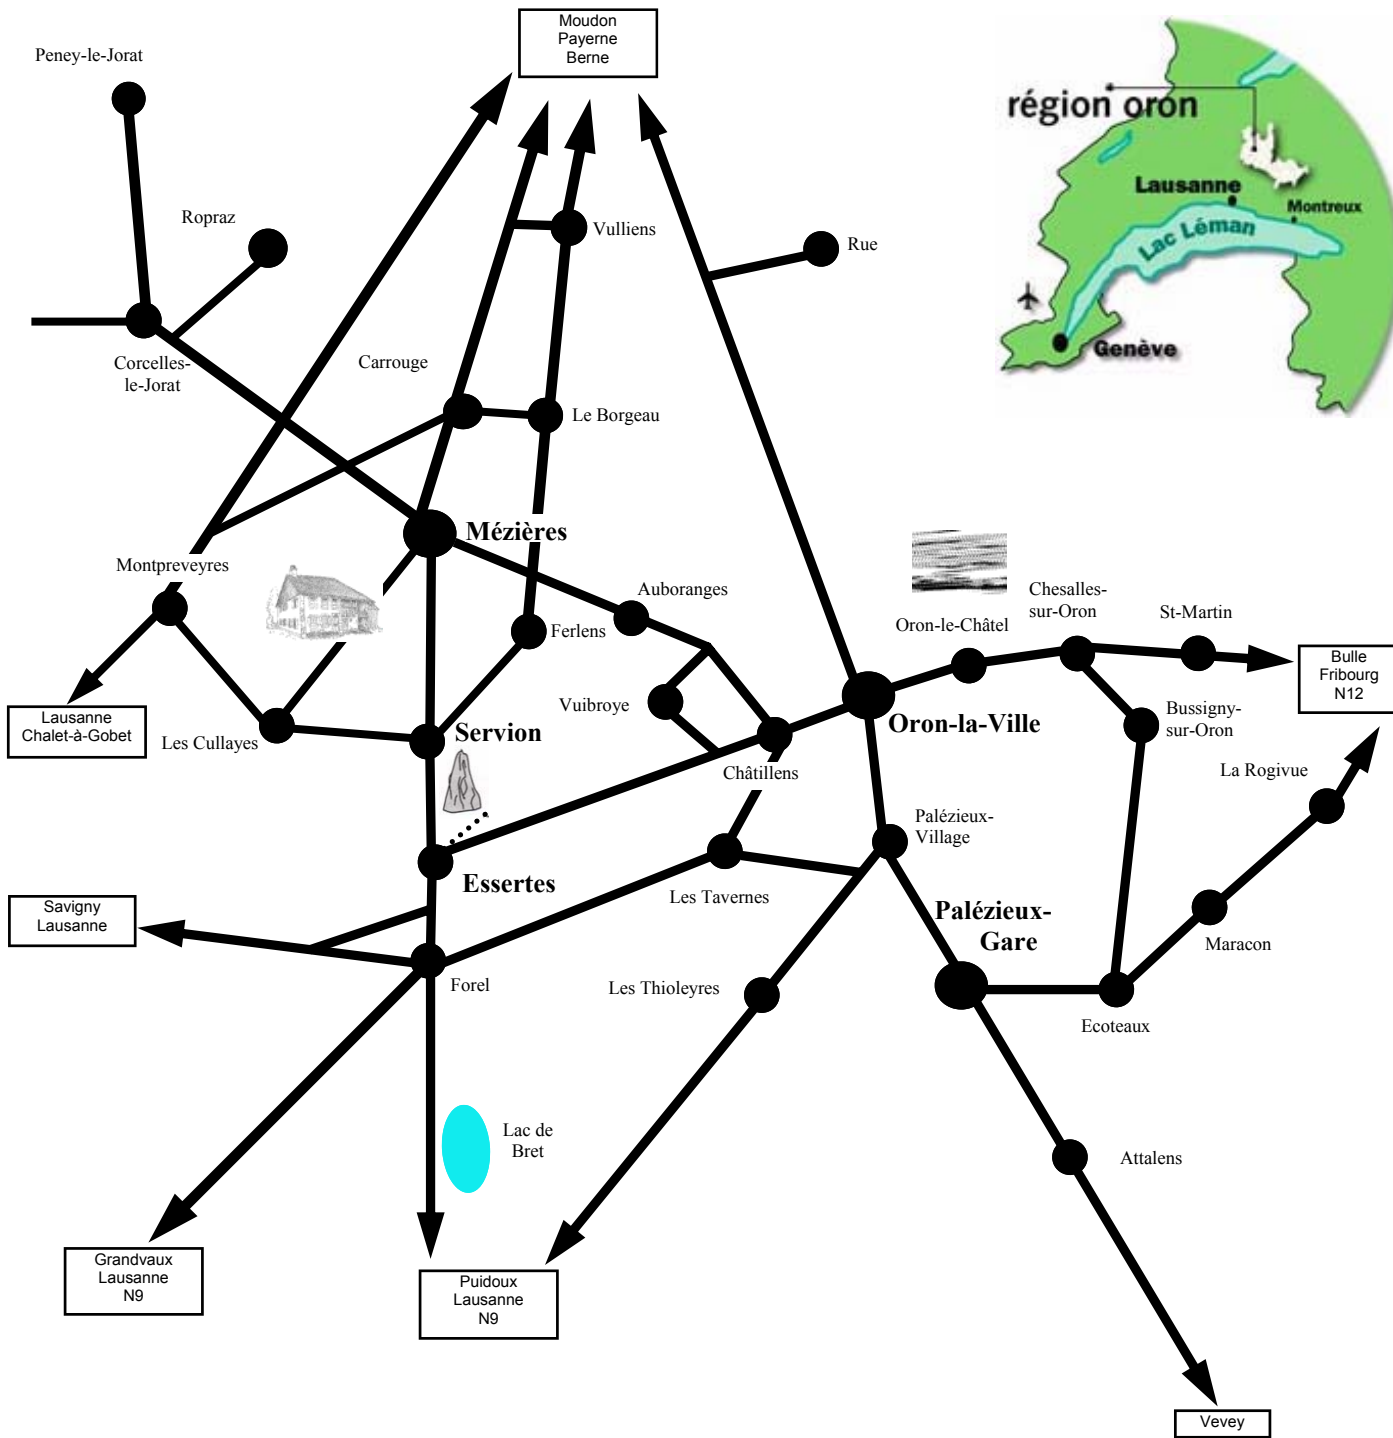 Moudon
Payerne
Berne
Peney-le-Jorat
région oron
Lausanne
Montreux
Lac Léman
Genève
Ropraz
Vulliens
Rue
Corcelles-
le-Jorat
Carrouge
Le Borgeau
Mézières
Montpreveyres
Auboranges
Ferlens
Oron-le-Châtel
Chesalles-
sur-Oron
St-Martin
Bulle
Fribourg
N12
Lausanne
Chalet-à-Gobet
Les Cullayes
Servion
Vuibroye
Châtillens
Oron-la-Ville
Bussigny-
sur-Oron
La Rogivue
Palézieux-
Village
Essertes
Les Tavernes
Savigny
Lausanne
Palézieux-
Gare
Maracon
Forel
Les Thioleyres
Ecoteaux
Lac de
Bret
Attalens
Grandvaux
Lausanne
N9
Puidoux
Lausanne
N9
Vevey